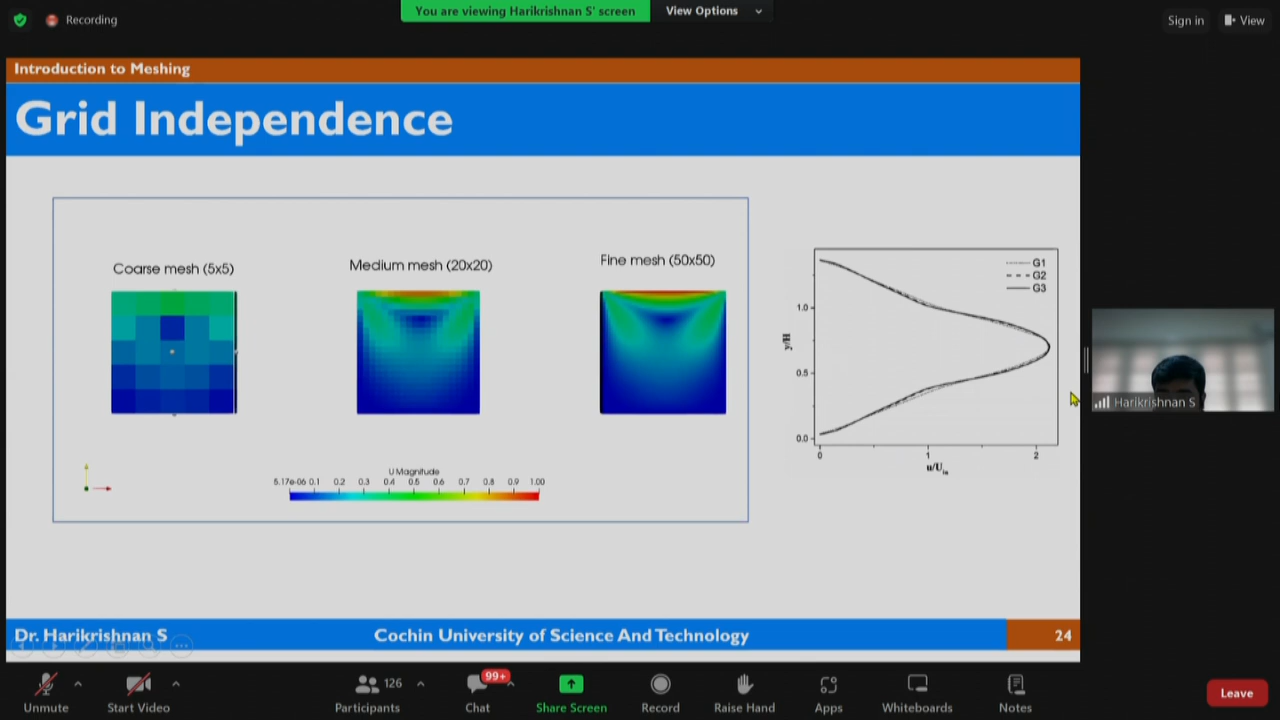 Recording
You are viewing Harikrishnan S' screen
View Options
Sign in
View
Introduction to Meshing
Grid Independence
Coarse mesh (5x5)
Medium mesh (20x20)
Fine mesh (50x50)
U Magnitude
5.17e-06 0.1 0.2 0.3 0.4 0.5 0.6 0.7 0.8 0.9 1.00
G1
G2
G3
1.0
0.5
0.0
y/H
0 1 2
u/Uin
Harikrishnan S
Dr. Harikrishnan S
Cochin University of Science And Technology
24
Unmute
Start Video
126
Participants
99+
Chat
Share Screen
Record
Raise Hand
Apps
Whiteboards
Notes
Leave